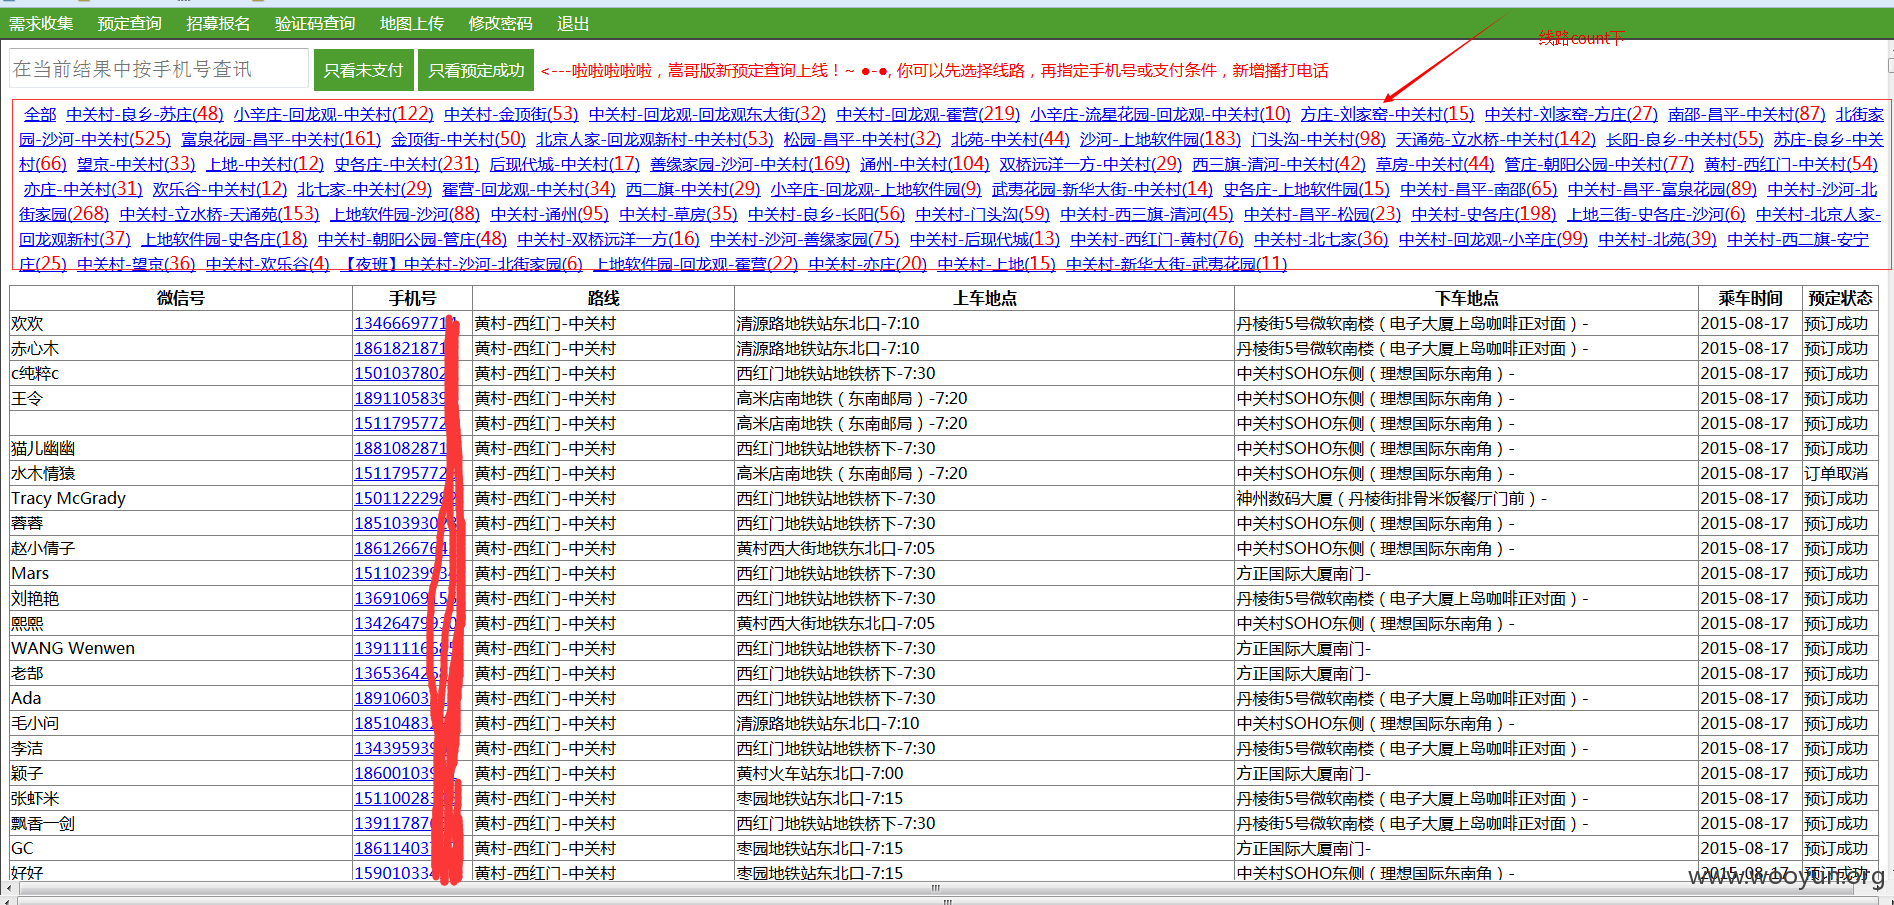 需求收集 预定查询 招募报名 验证码查询 地图上传 修改密码 退出
线路count下
在当前结果中按手机号查讯 只看未支付 只看预定成功 <---啦啦啦啦啦，嵩哥版新预定查询上线！~ ●-●, 你可以先选择线路，再指定手机号或支付条件，新增播打电话
全部 中关村-良乡-苏庄(48) 小辛庄-回龙观-中关村(122) 中关村-金顶街(53) 中关村-回龙观-回龙观东大街(32) 中关村-回龙观-霍营(219) 小辛庄-流星花园-回龙观-中关村(10) 方庄-刘家窑-中关村(15) 中关村-刘家窑-方庄(27) 南邵-昌平-中关村(87) 北街家
园-沙河-中关村(525) 富泉花园-昌平-中关村(161) 金顶街-中关村(50) 北京人家-回龙观新村-中关村(53) 松园-昌平-中关村(32) 北苑-中关村(44) 沙河-上地软件园(183) 门头沟-中关村(98) 天通苑-立水桥-中关村(142) 长阳-良乡-中关村(55) 苏庄-良乡-中关
村(66) 望京-中关村(33) 上地-中关村(12) 史各庄-中关村(231) 后现代城-中关村(17) 善缘家园-沙河-中关村(169) 通州-中关村(104) 双桥远洋一方-中关村(29) 西三旗-清河-中关村(42) 草房-中关村(44) 管庄-朝阳公园-中关村(77) 黄村-西红门-中关村(54)
亦庄-中关村(31) 欢乐谷-中关村(12) 北七家-中关村(29) 霍营-回龙观-中关村(34) 西二旗-中关村(29) 小辛庄-回龙观-上地软件园(9) 武夷花园-新华大街-中关村(14) 史各庄-上地软件园(15) 中关村-昌平-南邵(65) 中关村-昌平-富泉花园(89) 中关村-沙河-北
街家园(268) 中关村-立水桥-天通苑(153) 上地软件园-沙河(88) 中关村-通州(95) 中关村-草房(35) 中关村-良乡-长阳(56) 中关村-门头沟(59) 中关村-西三旗-清河(45) 中关村-昌平-松园(23) 中关村-史各庄(198) 上地三街-史各庄-沙河(6) 中关村-北京人家-
回龙观新村(37) 上地软件园-史各庄(18) 中关村-朝阳公园-管庄(48) 中关村-双桥远洋一方(16) 中关村-沙河-善缘家园(75) 中关村-后现代城(13) 中关村-西红门-黄村(76) 中关村-北七家(36) 中关村-回龙观-小辛庄(99) 中关村-北苑(39) 中关村-西二旗-安宁
庄(25) 中关村-望京(36) 中关村-欢乐谷(4) 【夜班】中关村-沙河-北街家园(6) 上地软件园-回龙观-霍营(22) 中关村-亦庄(20) 中关村-上地(15) 中关村-新华大街-武夷花园(11)
微信号 手机号 路线 上车地点 下车地点 乘车时间 预定状态
欢欢 黄村-西红门-中关村 清源路地铁站东北口-7:10 丹棱街5号微软南楼（电子大厦上岛咖啡正对面）- 2015-08-17 预订成功
赤心木 黄村-西红门-中关村 清源路地铁站东北口-7:10 丹棱街5号微软南楼（电子大厦上岛咖啡正对面）- 2015-08-17 预订成功
c纯粹c 黄村-西红门-中关村 西红门地铁站地铁桥下-7:30 中关村SOHO东侧（理想国际东南角）- 2015-08-17 预订成功
王令 黄村-西红门-中关村 高米店南地铁（东南邮局）-7:20 中关村SOHO东侧（理想国际东南角）- 2015-08-17 预订成功
黄村-西红门-中关村 高米店南地铁（东南邮局）-7:20 中关村SOHO东侧（理想国际东南角）- 2015-08-17 预订成功
猫儿幽幽 黄村-西红门-中关村 西红门地铁站地铁桥下-7:30 中关村SOHO东侧（理想国际东南角）- 2015-08-17 预订成功
水木情猿 黄村-西红门-中关村 高米店南地铁（东南邮局）-7:20 中关村SOHO东侧（理想国际东南角）- 2015-08-17 订单取消
Tracy McGrady 黄村-西红门-中关村 西红门地铁站地铁桥下-7:30 神州数码大厦（丹棱街排骨米饭餐厅门前）- 2015-08-17 预订成功
蓉蓉 黄村-西红门-中关村 西红门地铁站地铁桥下-7:30 中关村SOHO东侧（理想国际东南角）- 2015-08-17 预订成功
赵小倩子 黄村-西红门-中关村 黄村西大街地铁东北口-7:05 中关村SOHO东侧（理想国际东南角）- 2015-08-17 预订成功
Mars 黄村-西红门-中关村 西红门地铁站地铁桥下-7:30 方正国际大厦南门- 2015-08-17 预订成功
刘艳艳 黄村-西红门-中关村 西红门地铁站地铁桥下-7:30 丹棱街5号微软南楼（电子大厦上岛咖啡正对面）- 2015-08-17 预订成功
熙熙 黄村-西红门-中关村 黄村西大街地铁东北口-7:05 中关村SOHO东侧（理想国际东南角）- 2015-08-17 预订成功
WANG Wenwen 黄村-西红门-中关村 西红门地铁站地铁桥下-7:30 方正国际大厦南门- 2015-08-17 预订成功
老郜 黄村-西红门-中关村 西红门地铁站地铁桥下-7:30 方正国际大厦南门- 2015-08-17 预订成功
Ada 黄村-西红门-中关村 西红门地铁站地铁桥下-7:30 丹棱街5号微软南楼（电子大厦上岛咖啡正对面）- 2015-08-17 预订成功
毛小问 黄村-西红门-中关村 清源路地铁站东北口-7:10 中关村SOHO东侧（理想国际东南角）- 2015-08-17 预订成功
李洁 黄村-西红门-中关村 西红门地铁站地铁桥下-7:30 丹棱街5号微软南楼（电子大厦上岛咖啡正对面）- 2015-08-17 预订成功
颖子 黄村-西红门-中关村 黄村火车站东北口-7:00 方正国际大厦南门- 2015-08-17 预订成功
张虾米 黄村-西红门-中关村 枣园地铁站东北口-7:15 丹棱街5号微软南楼（电子大厦上岛咖啡正对面）- 2015-08-17 预订成功
飘香一剑 黄村-西红门-中关村 西红门地铁站地铁桥下-7:30 丹棱街5号微软南楼（电子大厦上岛咖啡正对面）- 2015-08-17 预订成功
GC 黄村-西红门-中关村 枣园地铁站东北口-7:15 方正国际大厦南门- 2015-08-17 预订成功
好好 黄村-西红门-中关村 枣园地铁站东北口-7:15 中关村SOHO东侧（理想国际东南角）- 2015-08-17 预订成功
www.wooyun.org